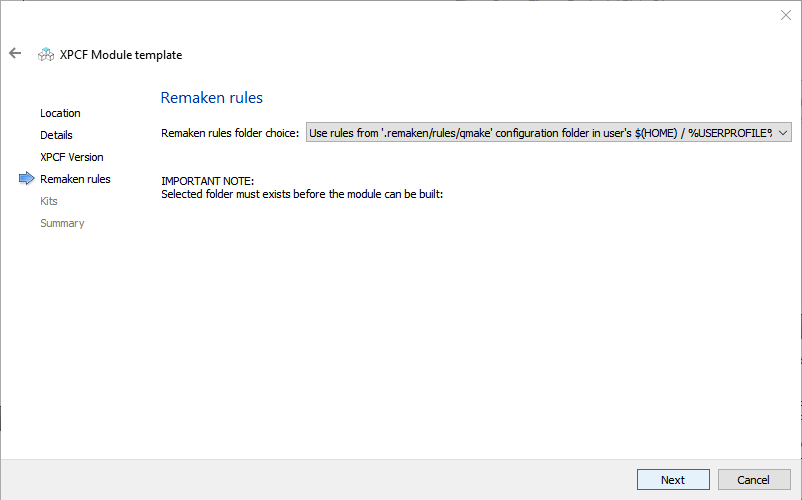 XPCF Module template
Remaken rules
Location
Details
XPCF Version
Remaken rules
Kits
Summary
Remaken rules folder choice: Use rules from '.remaken/rules/qmake' configuration folder in user's $(HOME) / %USERPROFILE%
IMPORTANT NOTE:
Selected folder must exists before the module can be built:
Next Cancel